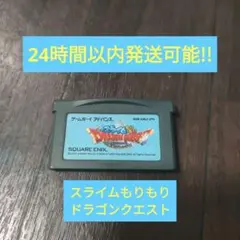 24時間以内発送可能!!
ゲームボーイアドバンス
DRAGON QUEST
SQUARE ENIX
スライムもりもり
ドラゴンクエスト